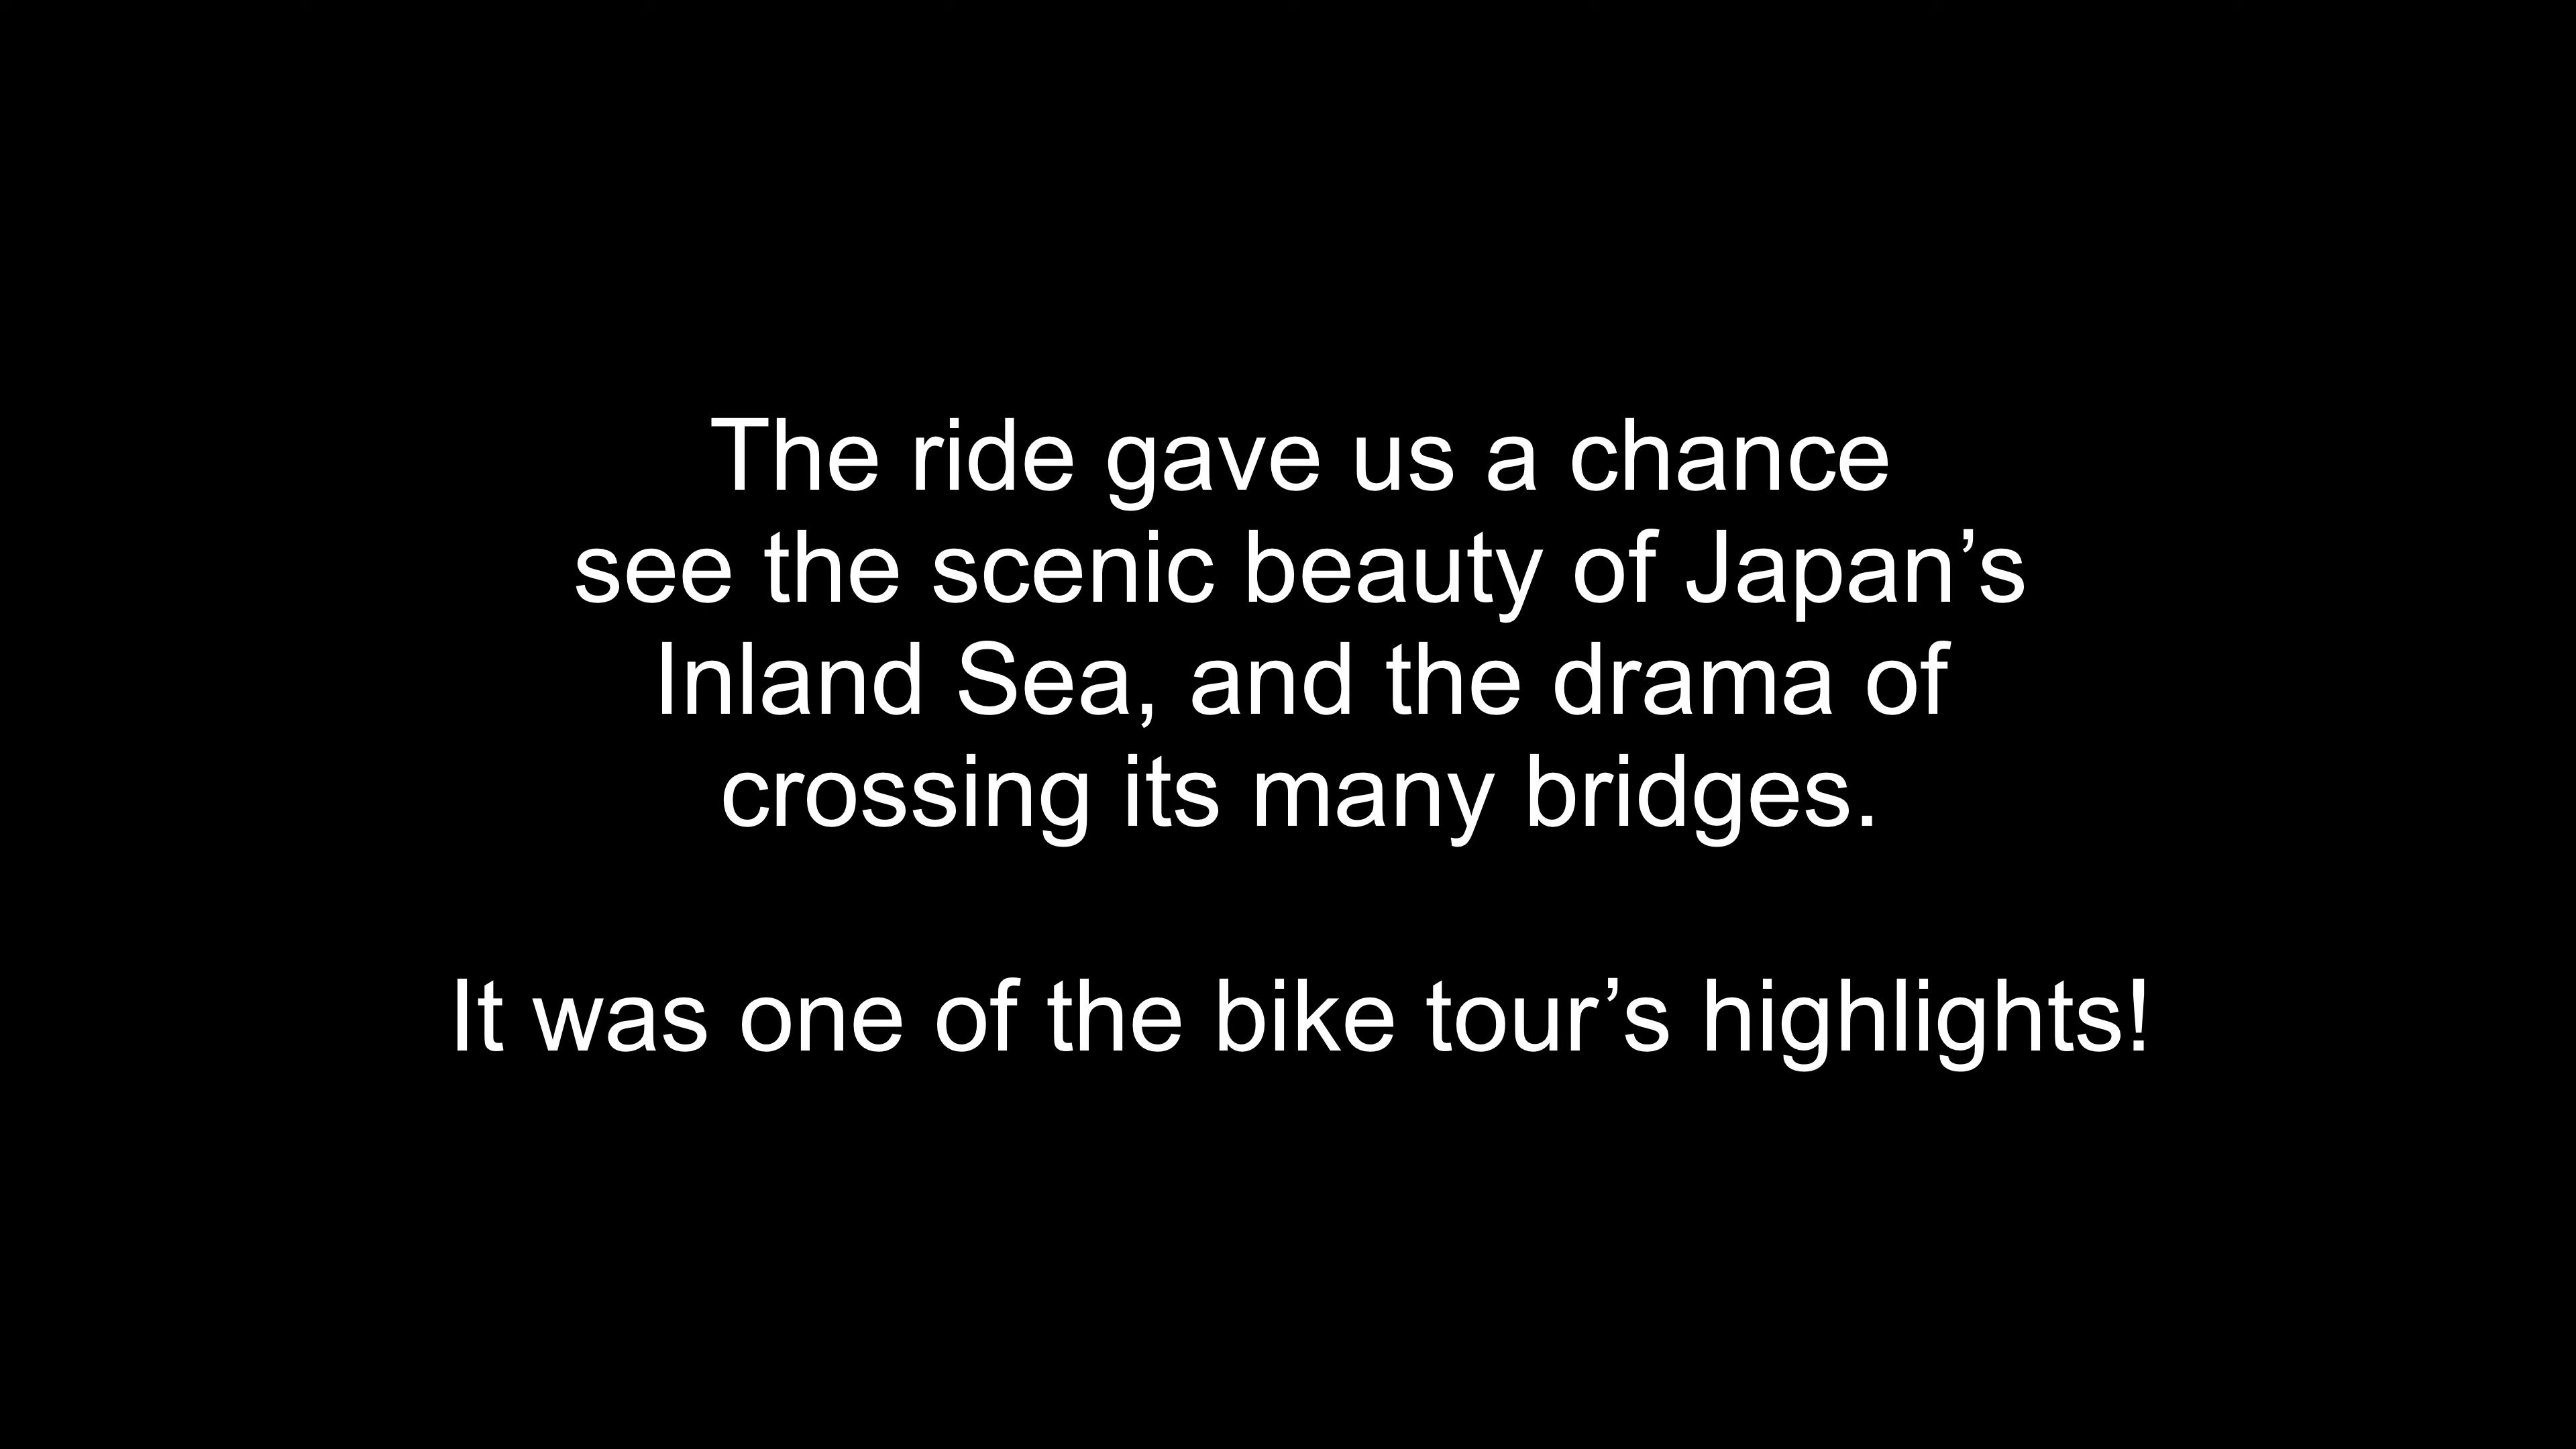 The ride gave us a chance
see the scenic beauty of Japan’s
Inland Sea, and the drama of
crossing its many bridges.
It was one of the bike tour’s highlights!